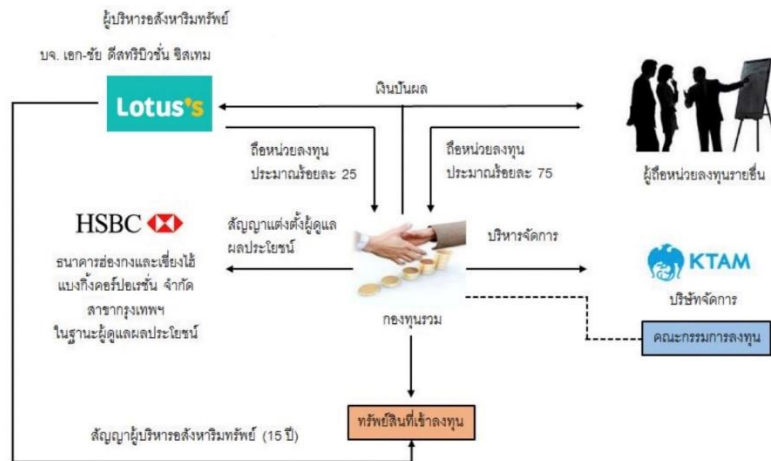 ผู้บริหารอสังหาริมทรัพย์
บจ. เอก-ชัย ดีสทริบิวชั่น ซิสเทม
Lotus's
เงินปันผล
ถือหน่วยลงทุน
ประมาณร้อยละ 25
ถือหน่วยลงทุน
ประมาณร้อยละ 75
ผู้ถือหน่วยลงทุนรายอื่น
HSBC
สัญญาแต่งตั้งผู้ดูแล
ผลประโยชน์
บริหารจัดการ
KTAM
ธนาคารฮ่องกงและเซี่ยงไฮ้
แบงกิ้งคอร์ปอเรชั่น จำกัด
สาขากรุงเทพฯ
ในฐานะผู้ดูแลผลประโยชน์
กองทุนรวม
บริษัทจัดการ
คณะกรรมการลงทุน
ทรัพย์สินที่เข้าลงทุน
สัญญาผู้บริหารอสังหาริมทรัพย์ (15 ปี)